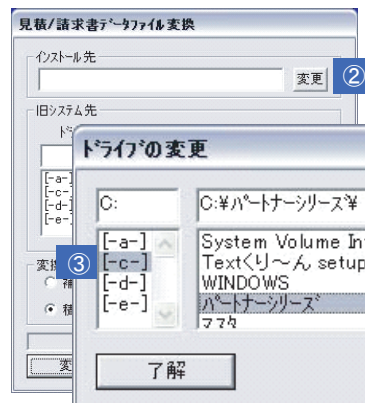 見積/請求書ﾃﾞｰﾀﾌｧｲﾙ変換
インストール先
変更
②
旧システム先
[-a-]
[-c-]
[-d-]
[-e-]
ﾄﾞﾗｲﾌﾞの変更
C:
C:¥ﾊﾟｰﾄﾅｰｼﾘｰｽﾞ¥
③
[-a-]
[-c-]
[-d-]
[-e-]
System Volume In
Textくり～ん setup
WINDOWS
ﾊﾟｰﾄﾅｰｼﾘｰｽﾞ
了解